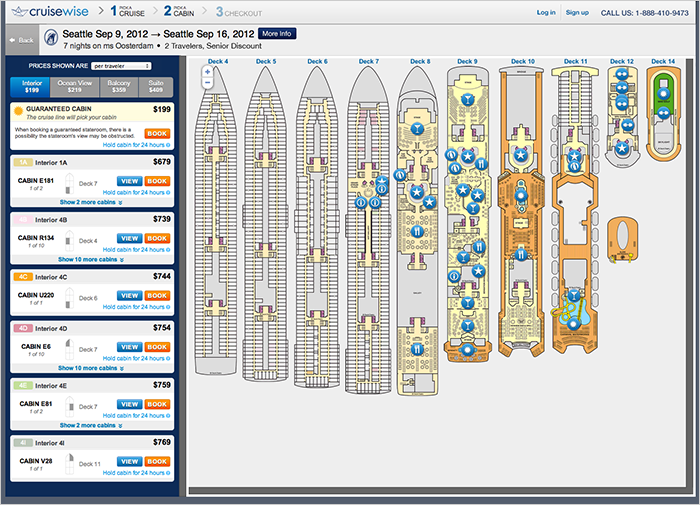 cruisewise
1 PICK A CRUISE
2 PICK A CABIN
3 CHECKOUT
Log in
Sign up
CALL US: 1-888-410-9473
Back
Seattle Sep 9, 2012 → Seattle Sep 16, 2012
More Info
7 nights on ms Oosterdam • 2 Travelers, Senior Discount
PRICES SHOWN ARE per traveler
Interior $199
Ocean View $219
Balcony $359
Suite $409
GUARANTEED CABIN $199
The cruise line will pick your cabin
When booking a guaranteed stateroom, there is a
possibility the stateroom's view may be obstructed.
BOOK
Hold cabin for 24 hours
1A Interior 1A $679
CABIN E181
1 of 2
Deck 7
VIEW BOOK
Hold cabin for 24 hours
Show 2 more cabins
4B Interior 4B $739
CABIN R134
1 of 10
Deck 4
VIEW BOOK
Hold cabin for 24 hours
Show 10 more cabins
4C Interior 4C $744
CABIN U220
1 of 1
Deck 6
VIEW BOOK
Hold cabin for 24 hours
4D Interior 4D $754
CABIN E6
1 of 10
Deck 7
VIEW BOOK
Hold cabin for 24 hours
Show 10 more cabins
4E Interior 4E $759
CABIN E81
1 of 2
Deck 7
VIEW BOOK
Hold cabin for 24 hours
Show 2 more cabins
4I Interior 4I $769
CABIN V28
1 of 1
Deck 11
VIEW BOOK
Hold cabin for 24 hours
Deck 4
Deck 5
Deck 6
Deck 7
Deck 8
Deck 9
Deck 10
Deck 11
Deck 12
Deck 14